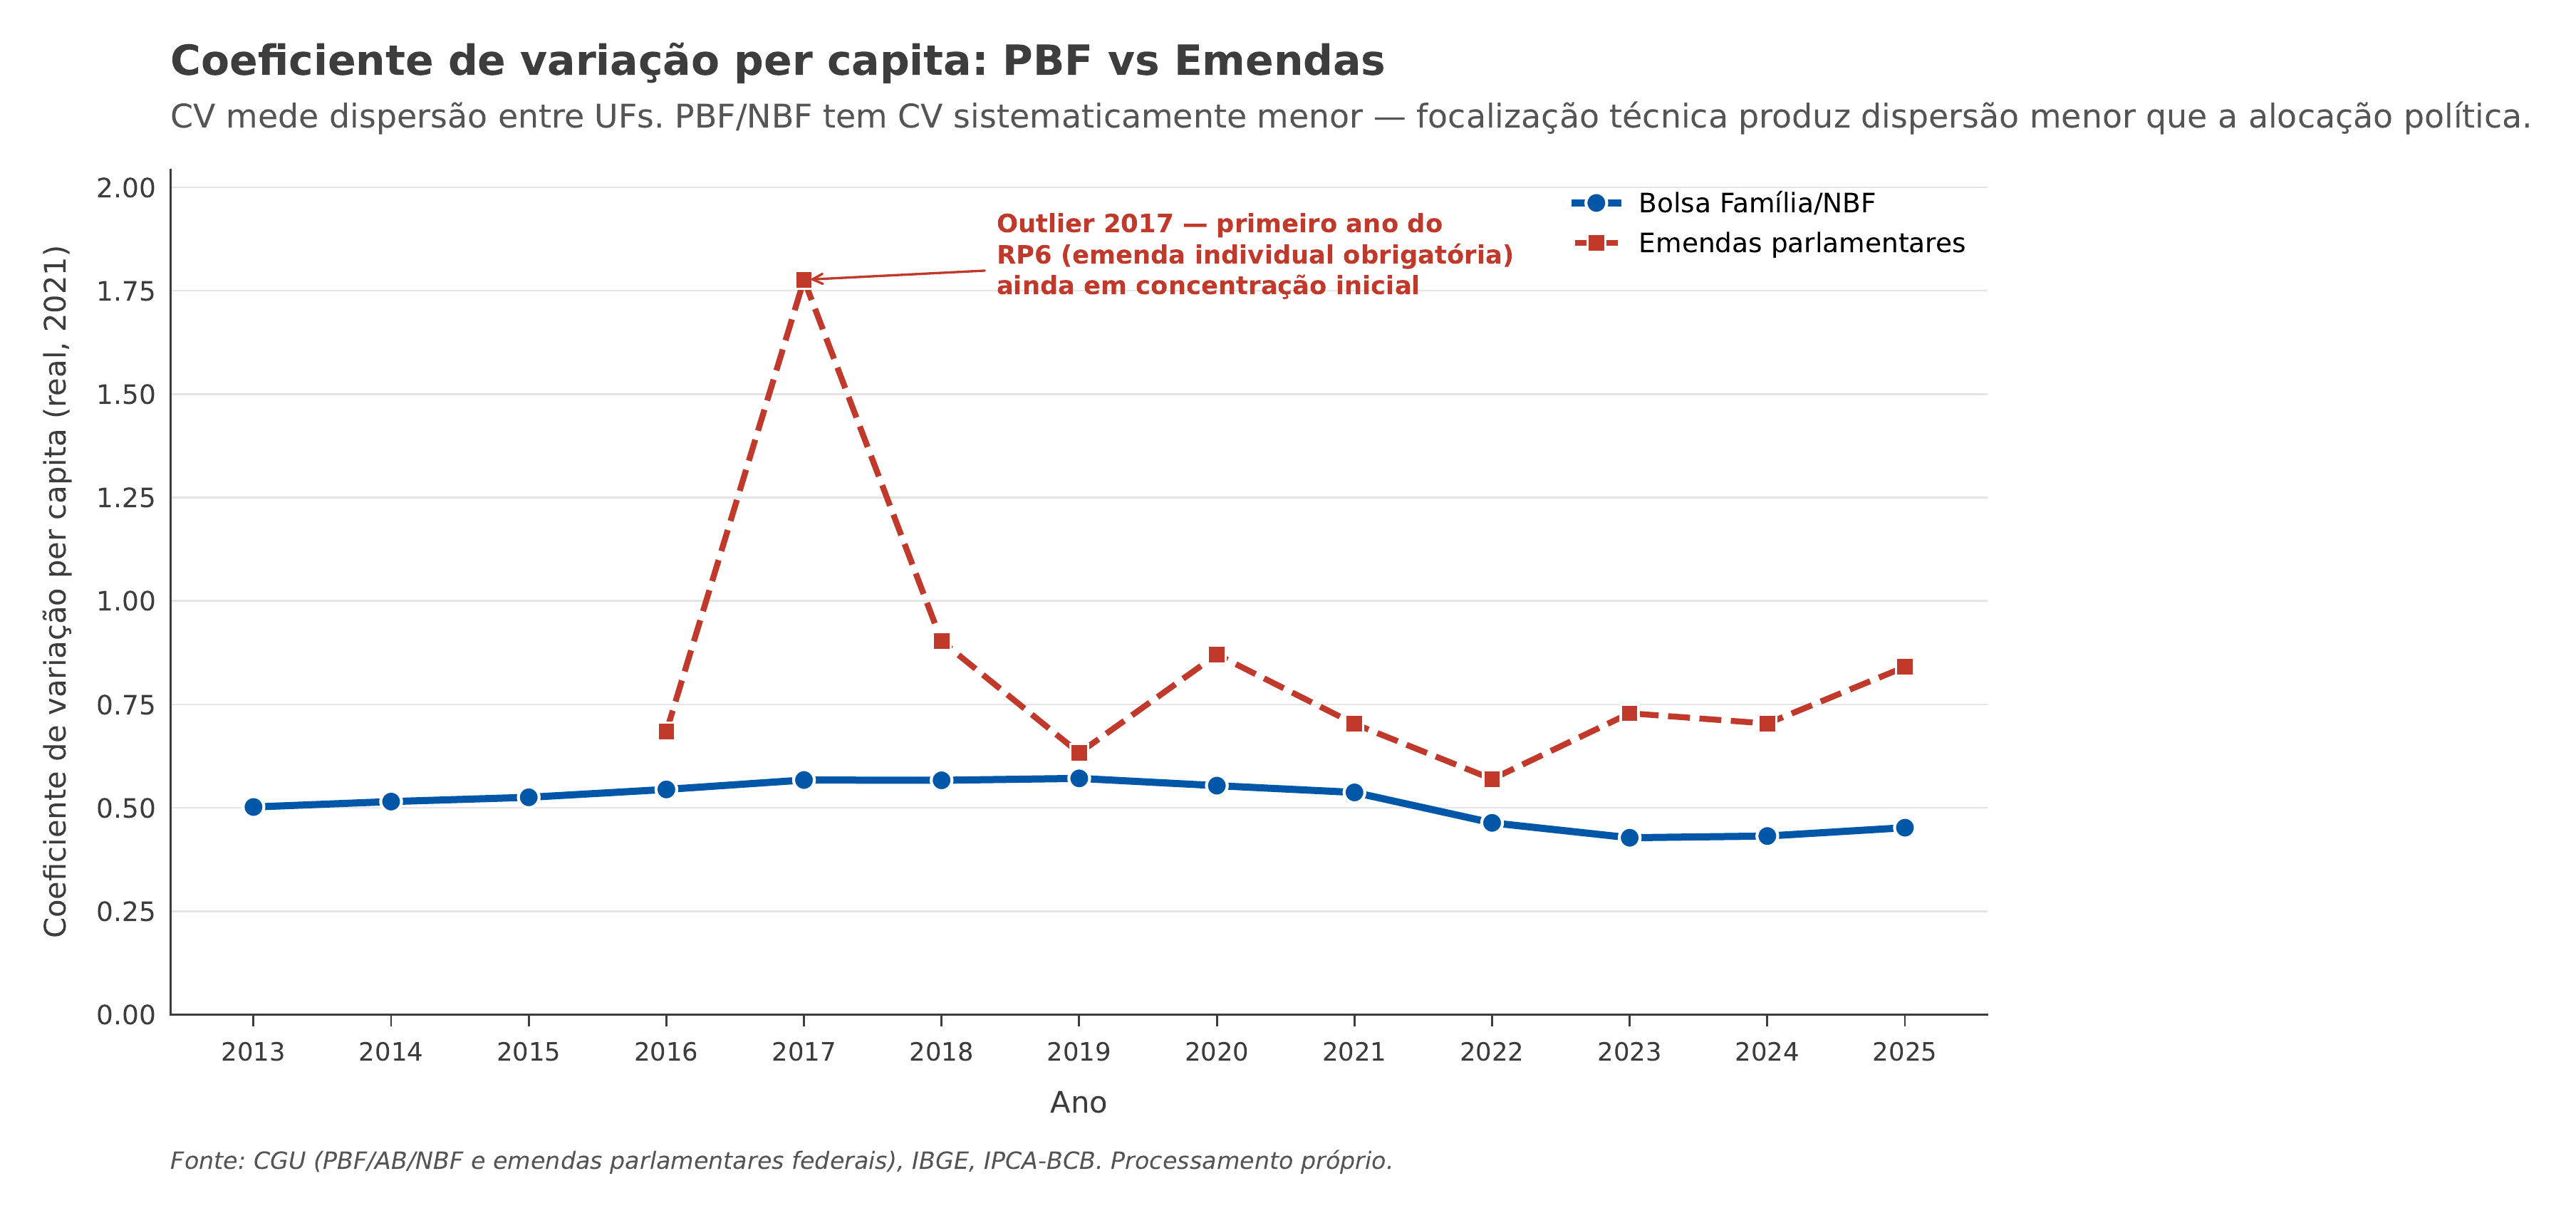 Coeficiente de variação per capita: PBF vs Emendas
CV mede dispersão entre UFs. PBF/NBF tem CV sistematicamente menor — focalização técnica produz dispersão menor que a alocação política.
Coeficiente de variação per capita (real, 2021)
2.00
1.75
1.50
1.25
1.00
0.75
0.50
0.25
0.00
Outlier 2017 — primeiro ano do
RP6 (emenda individual obrigatória)
ainda em concentração inicial
Bolsa Família/NBF
Emendas parlamentares
2013 2014 2015 2016 2017 2018 2019 2020 2021 2022 2023 2024 2025
Ano
Fonte: CGU (PBF/AB/NBF e emendas parlamentares federais), IBGE, IPCA-BCB. Processamento próprio.